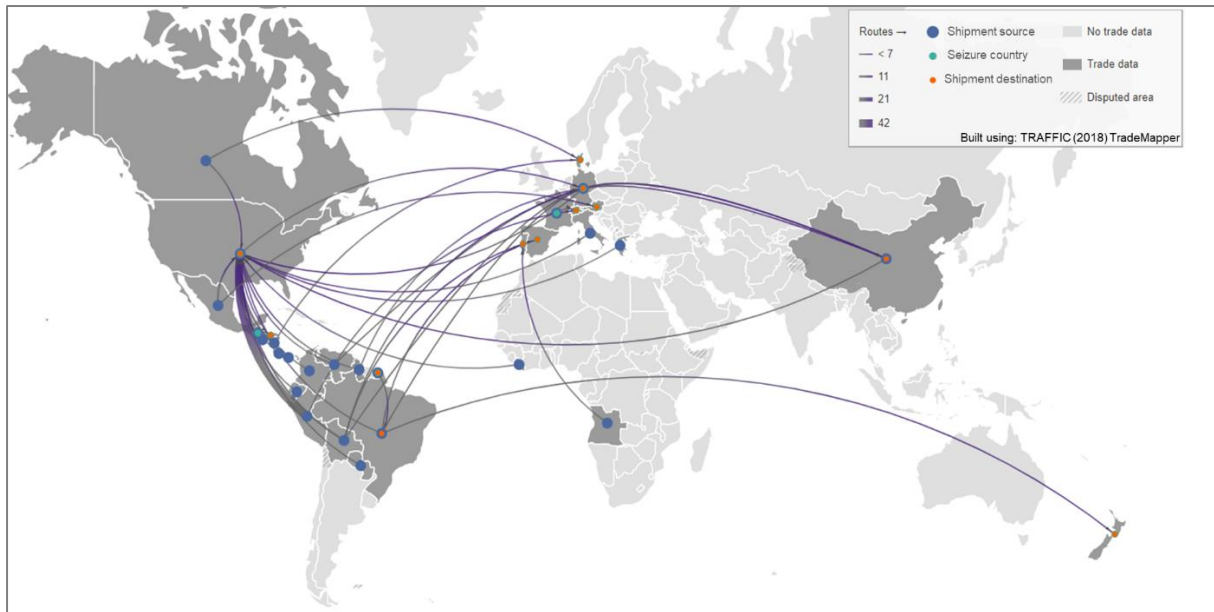 Routes →
< 7
11
21
42
Shipment source
Seizure country
Shipment destination
No trade data
Trade data
Disputed area
Built using: TRAFFIC (2018) TradeMapper